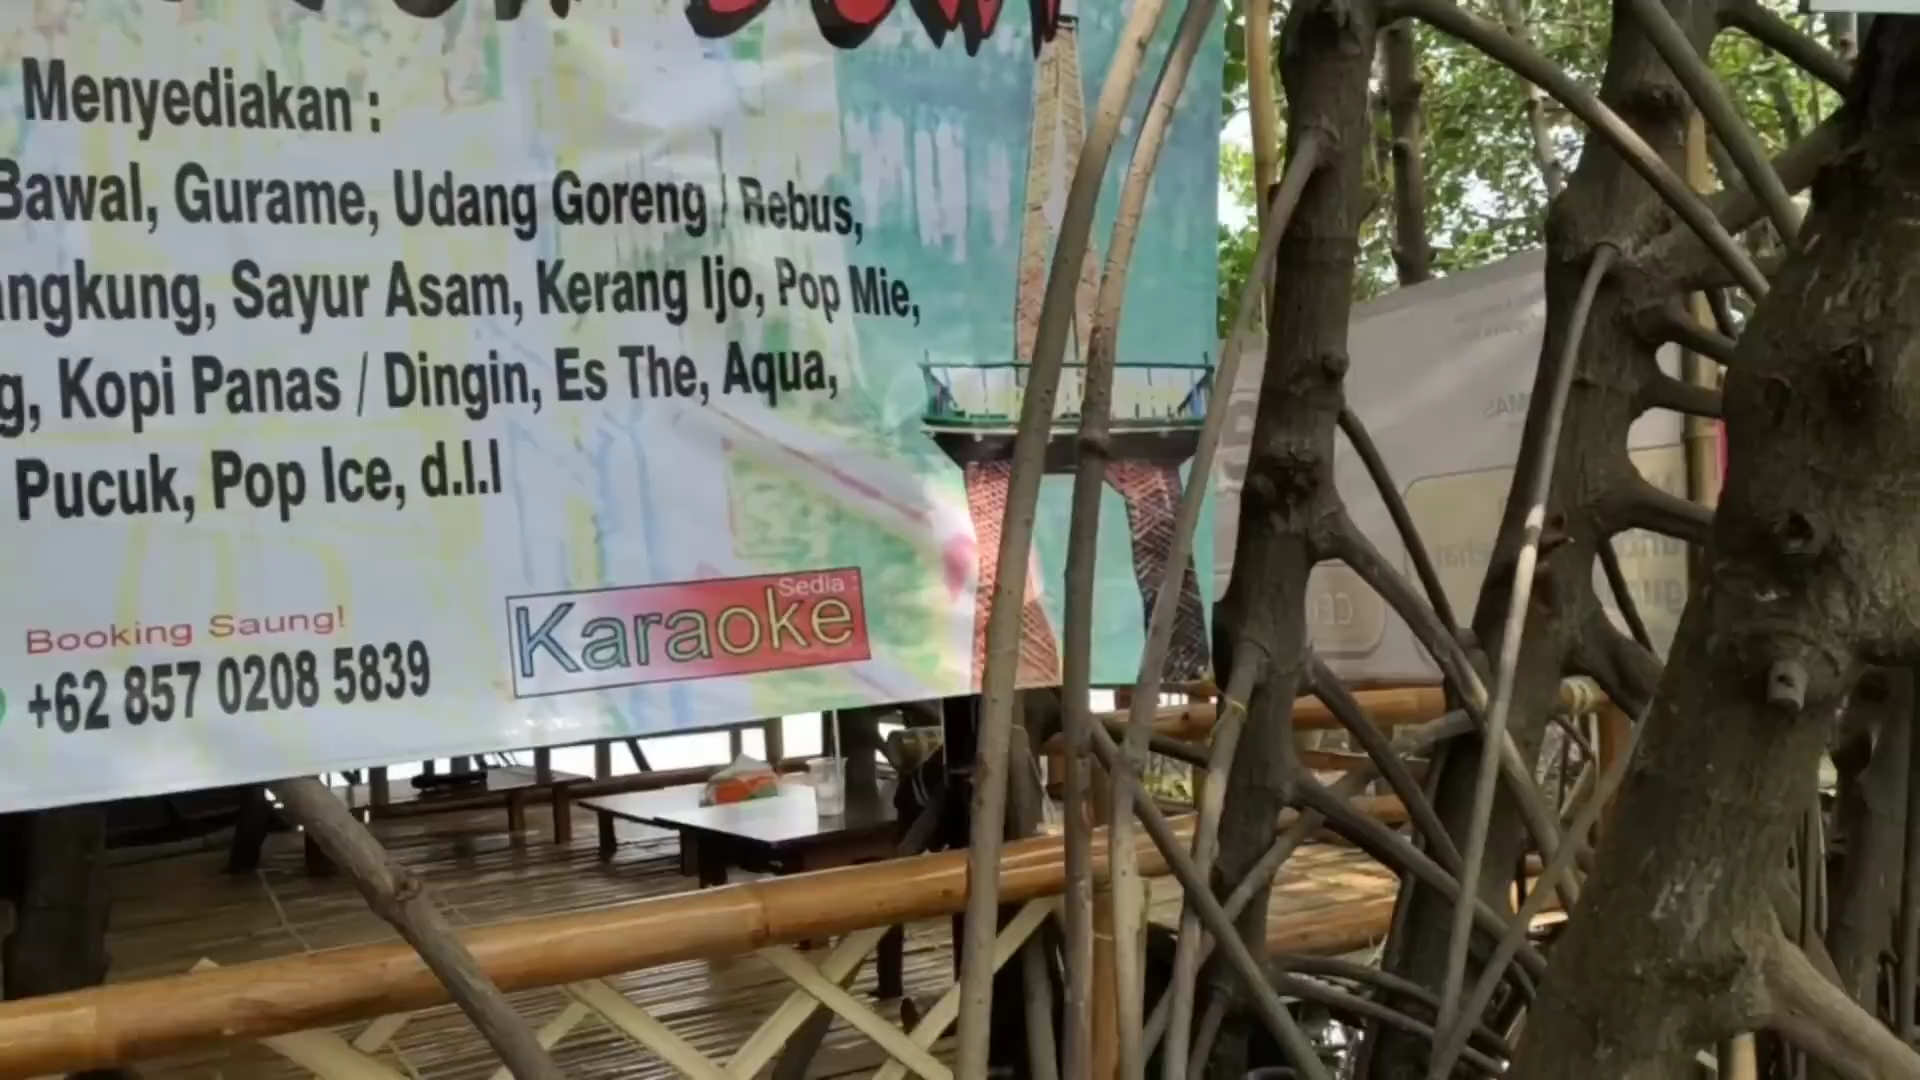 Menyediakan :
Bawal, Gurame, Udang Goreng / Rebus,
angkung, Sayur Asam, Kerang Ijo, Pop Mie,
g, Kopi Panas / Dingin, Es The, Aqua,
Pucuk, Pop Ice, d.l.l
Booking Saung!
+62 857 0208 5839
Sedia :
Karaoke